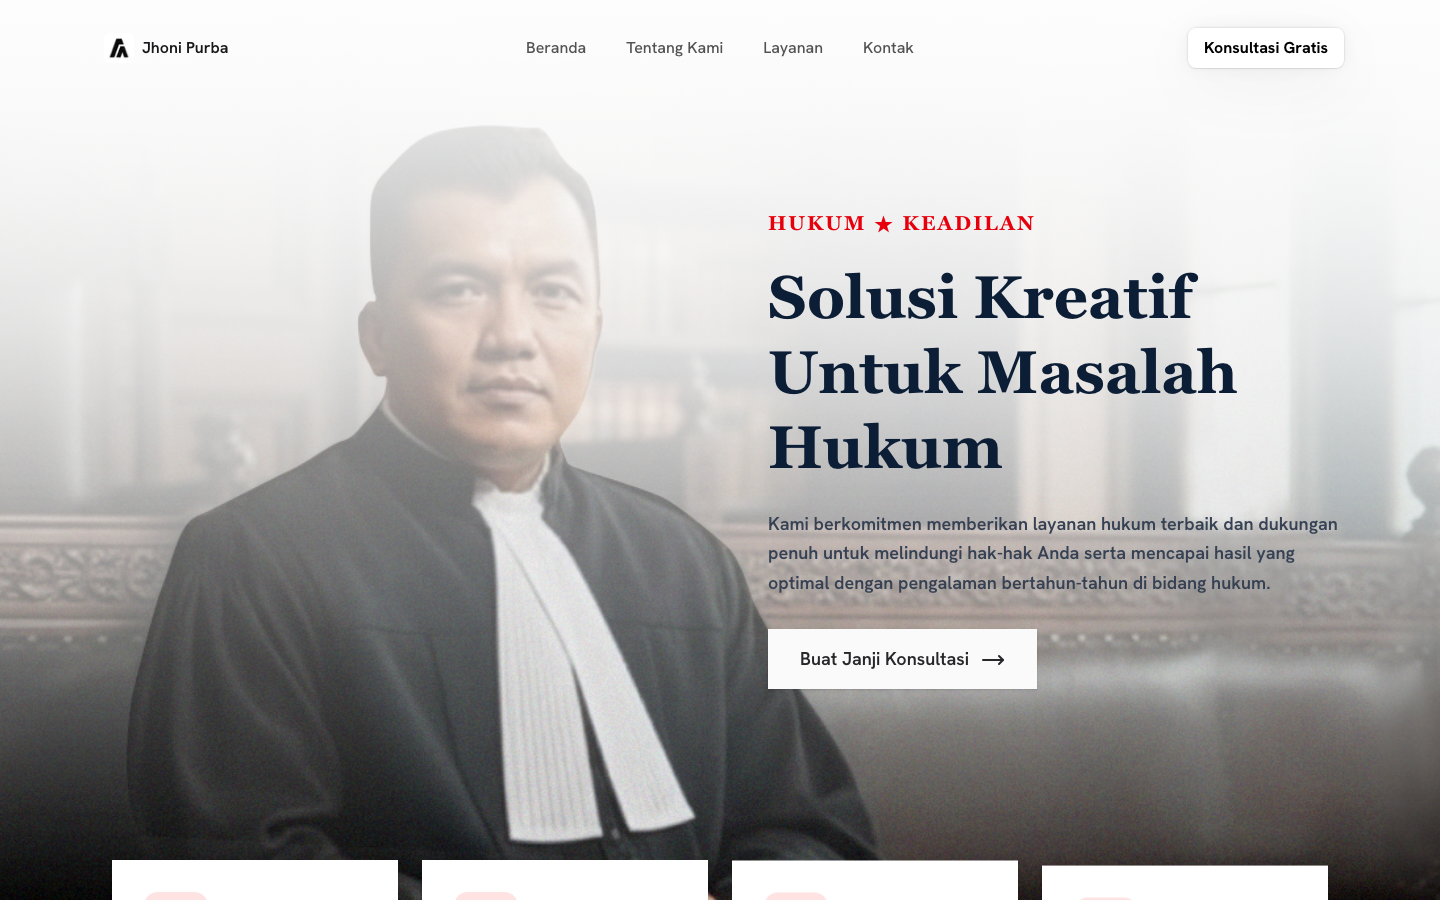 Jhoni Purba
Beranda
Tentang Kami
Layanan
Kontak
Konsultasi Gratis
HUKUM ★ KEADILAN
Solusi Kreatif
Untuk Masalah
Hukum
Kami berkomitmen memberikan layanan hukum terbaik dan dukungan
penuh untuk melindungi hak-hak Anda serta mencapai hasil yang
optimal dengan pengalaman bertahun-tahun di bidang hukum.
Buat Janji Konsultasi